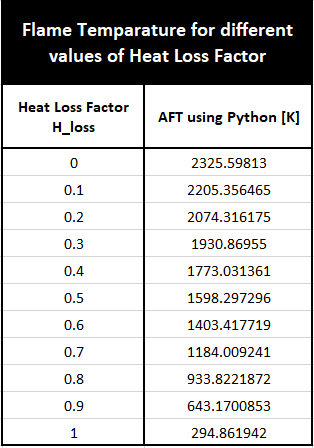 Flame Temparature for different
values of Heat Loss Factor
Heat Loss Factor
H_loss
AFT using Python [K]
0 2325.59813
0.1 2205.356465
0.2 2074.316175
0.3 1930.86955
0.4 1773.031361
0.5 1598.297296
0.6 1403.417719
0.7 1184.009241
0.8 933.8221872
0.9 643.1700853
1 294.861942